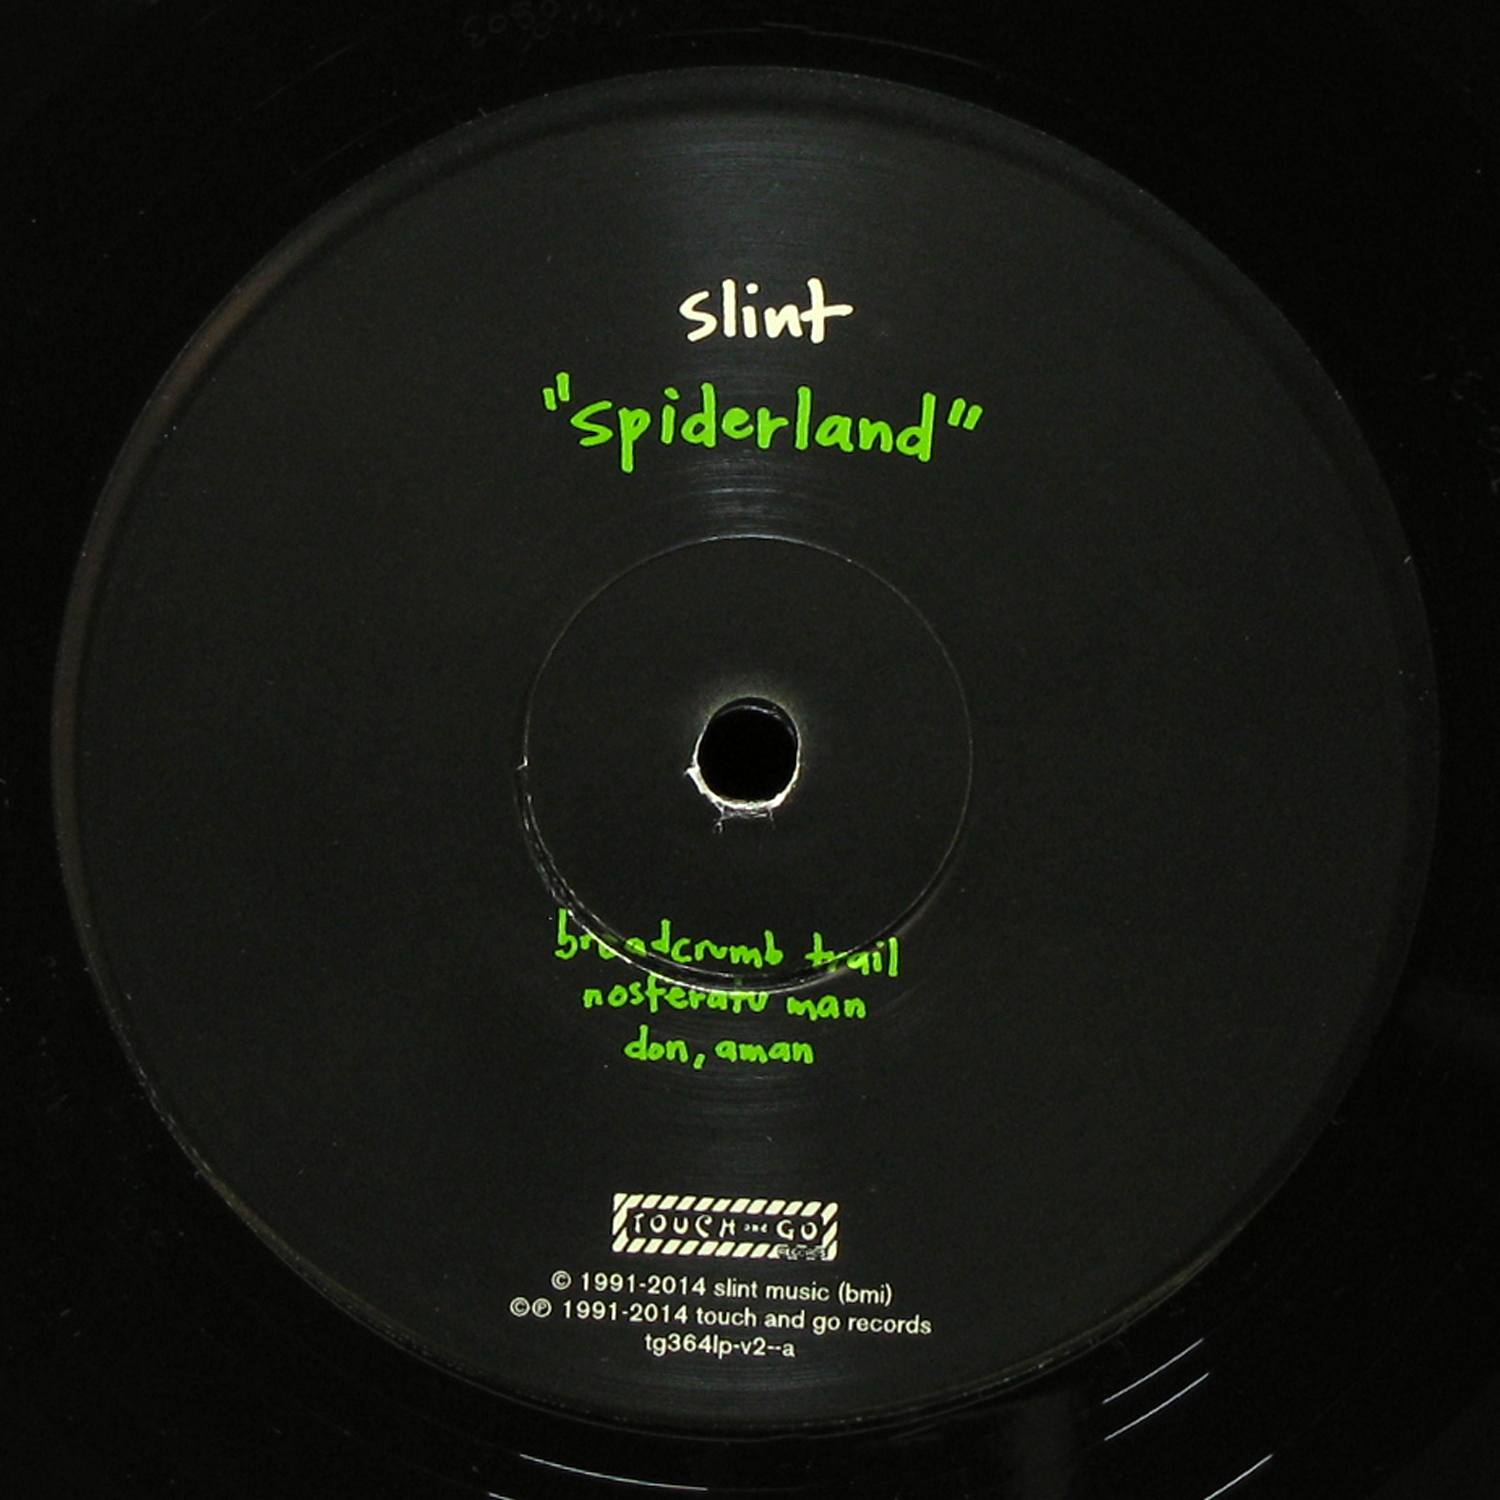 slint
"spiderland"
breadcrumb trail
nosferatu man
don, aman
TOUCH and GO
RECORDS
© 1991-2014 slint music (bmi)
©℗ 1991-2014 touch and go records
tg364lp-v2--a